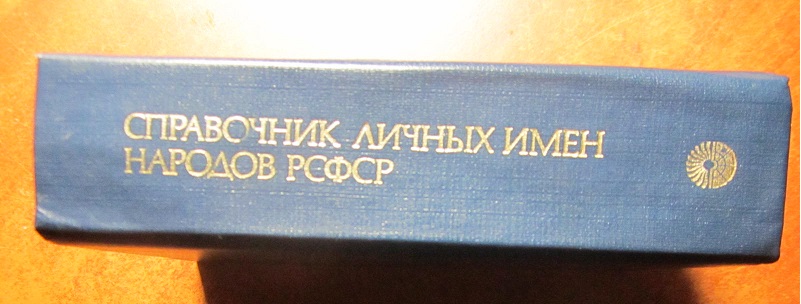 СПРАВОЧНИК ЛИЧНЫХ ИМЕН
НАРОДОВ РСФСР